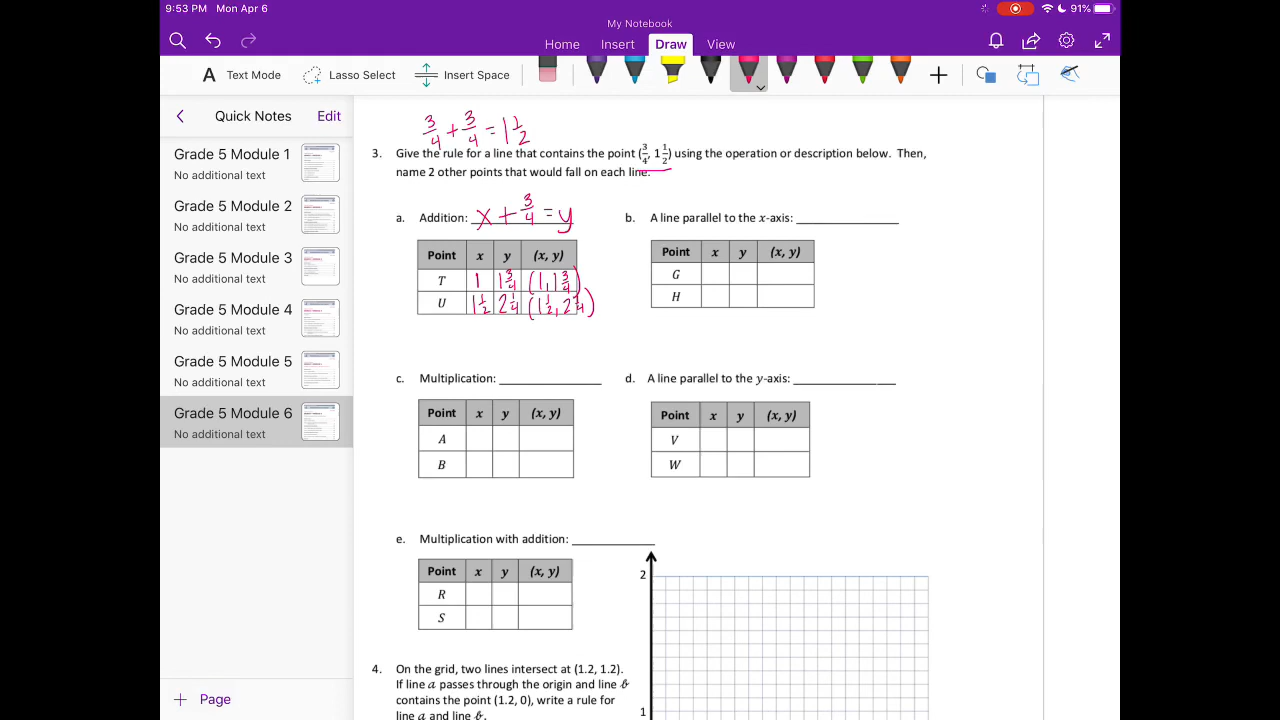 9:53 PM Mon Apr 6
91%
My Notebook
Home Insert Draw View
Text Mode Lasso Select Insert Space
Quick Notes Edit
Grade 5 Module 1
No additional text
Grade 5 Module 2
No additional text
Grade 5 Module 3
No additional text
Grade 5 Module 4
No additional text
Grade 5 Module 5
No additional text
Grade 5 Module 6
No additional text
Page
3/4 + 3/4 = 1 1/2
3. Give the rule for a line that contains the point (3/4, 1 1/2) using the operation or description below. Then,
name 2 other points that would fall on each line.
a. Addition: x + 3/4 = y
Point x y (x, y)
T 1 1 3/4 (1, 1 3/4)
U 1 1/2 2 1/4 (1 1/2, 2 1/4)
b. A line parallel to the x-axis: ____________
Point x y (x, y)
G
H
c. Multiplication: ____________
Point x y (x, y)
A
B
d. A line parallel to the y-axis: ____________
Point x y (x, y)
V
W
e. Multiplication with addition: __________
Point x y (x, y)
R
S
4. On the grid, two lines intersect at (1.2, 1.2).
If line a passes through the origin and line b
contains the point (1.2, 0), write a rule for
line a and line b.
2
1